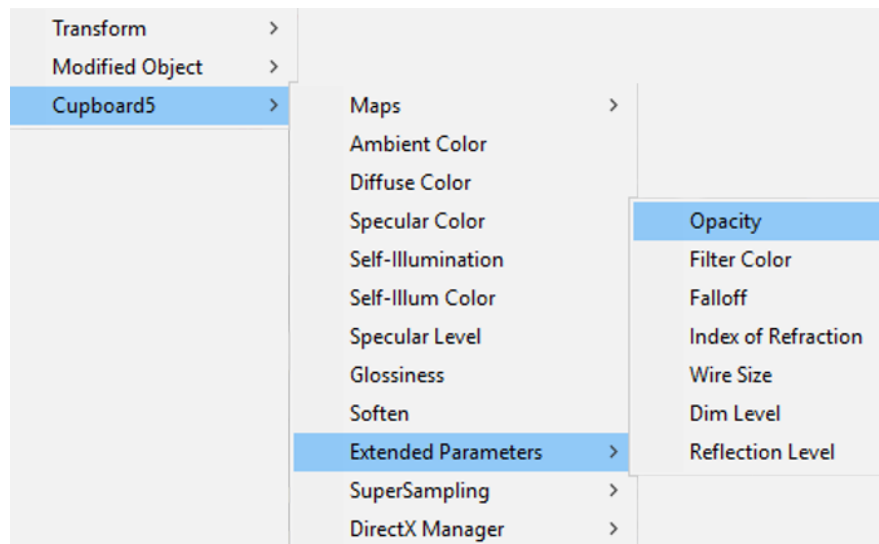 Transform
Modified Object
Cupboard5
Maps
Ambient Color
Diffuse Color
Specular Color
Self-Illumination
Self-Illum Color
Specular Level
Glossiness
Soften
Extended Parameters
SuperSampling
DirectX Manager
Opacity
Filter Color
Falloff
Index of Refraction
Wire Size
Dim Level
Reflection Level